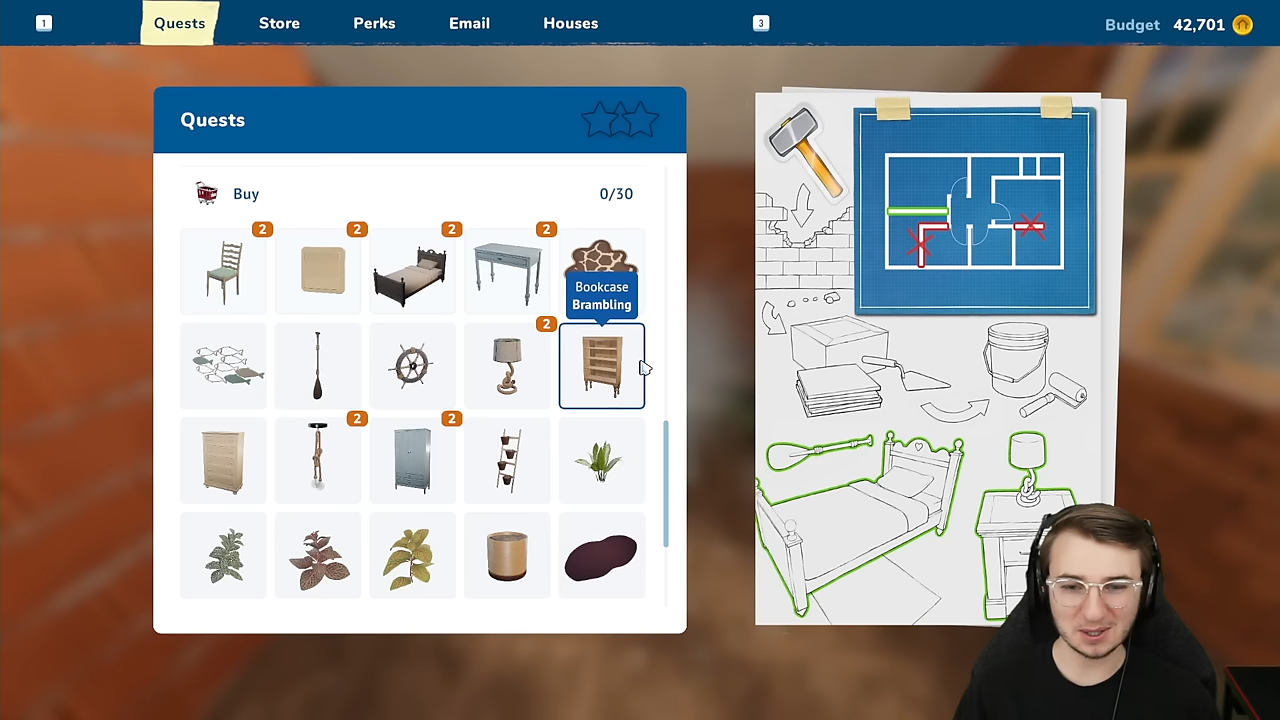 1
Quests
Store
Perks
Email
Houses
3
Budget 42,701
Quests
Buy
0/30
2
2
2
2
Bookcase
Brambling
2
2
2